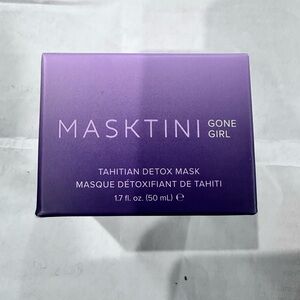 MASKTINI GONE GIRL
TAHITIAN DETOX MASK
MASQUE DÉTOXIFIANT DE TAHITI
1.7 fl. oz. (50 mL) ℮